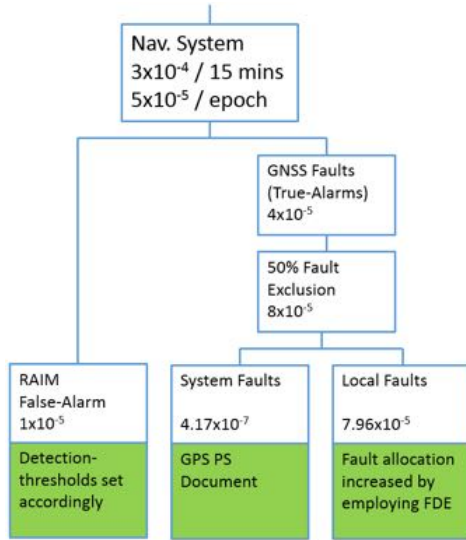 Nav. System
3x10⁻⁴ / 15 mins
5x10⁻⁵ / epoch
GNSS Faults
(True-Alarms)
4x10⁻⁵
50% Fault
Exclusion
8x10⁻⁵
RAIM
False-Alarm
1x10⁻⁵
Detection-
thresholds set
accordingly
System Faults
4.17x10⁻⁷
GPS PS
Document
Local Faults
7.96x10⁻⁵
Fault allocation
increased by
employing FDE